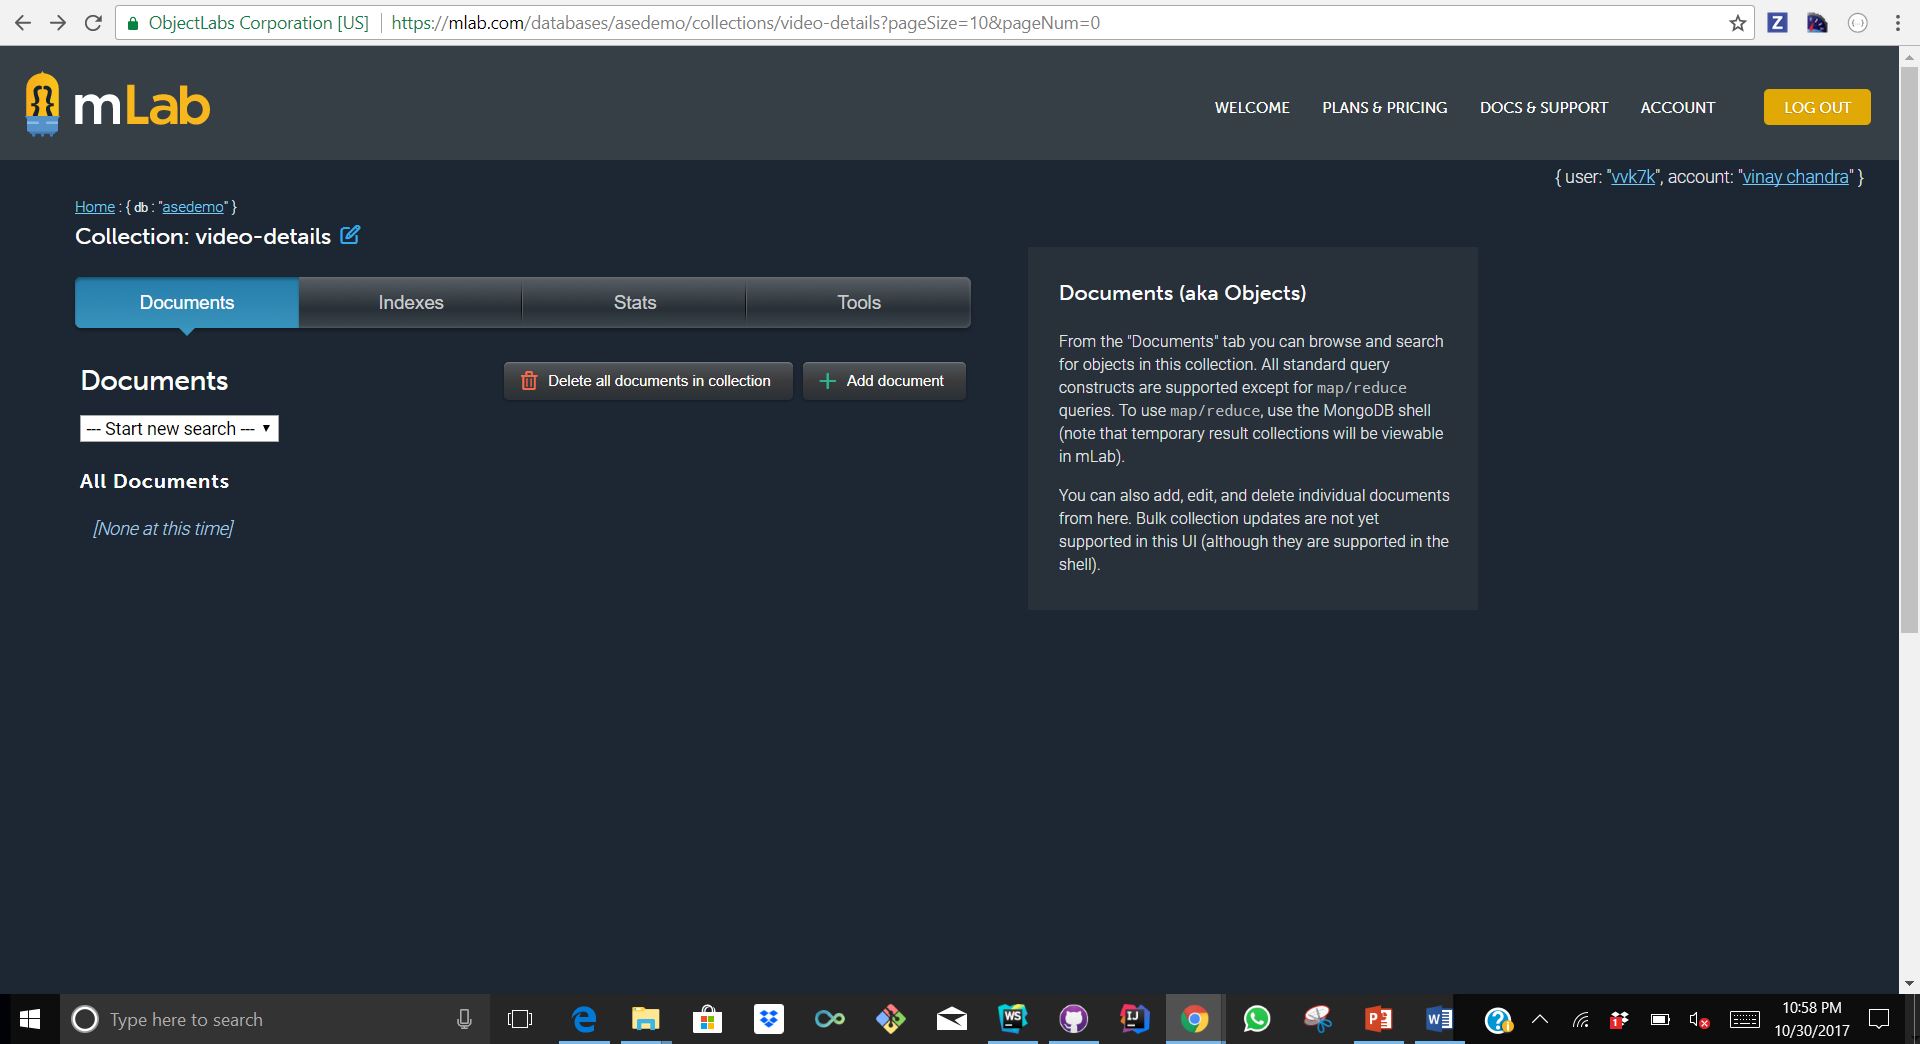 ObjectLabs Corporation [US] https://mlab.com/databases/asedemo/collections/video-details?pageSize=10&pageNum=0
mLab
WELCOME
PLANS & PRICING
DOCS & SUPPORT
ACCOUNT
LOG OUT
{ user: "vvk7k", account: "vinay chandra" }
Home : { db : "asedemo" }
Collection: video-details
Documents
Indexes
Stats
Tools
Documents
Delete all documents in collection
Add document
--- Start new search ---
All Documents
[None at this time]
Documents (aka Objects)
From the "Documents" tab you can browse and search
for objects in this collection. All standard query
constructs are supported except for map/reduce
queries. To use map/reduce, use the MongoDB shell
(note that temporary result collections will be viewable
in mLab).
You can also add, edit, and delete individual documents
from here. Bulk collection updates are not yet
supported in this UI (although they are supported in the
shell).
Type here to search
10:58 PM
10/30/2017